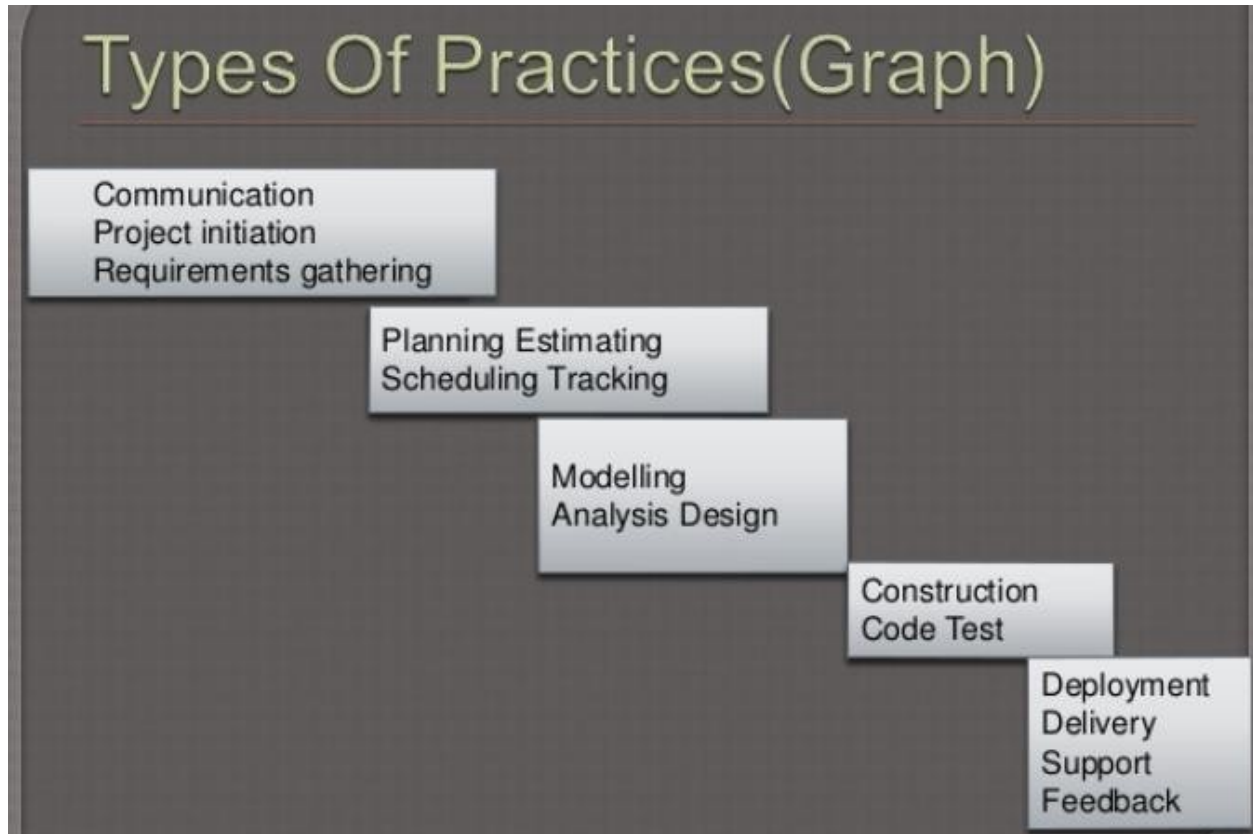 Types Of Practices(Graph)
Communication
Project initiation
Requirements gathering
Planning Estimating
Scheduling Tracking
Modelling
Analysis Design
Construction
Code Test
Deployment
Delivery
Support
Feedback